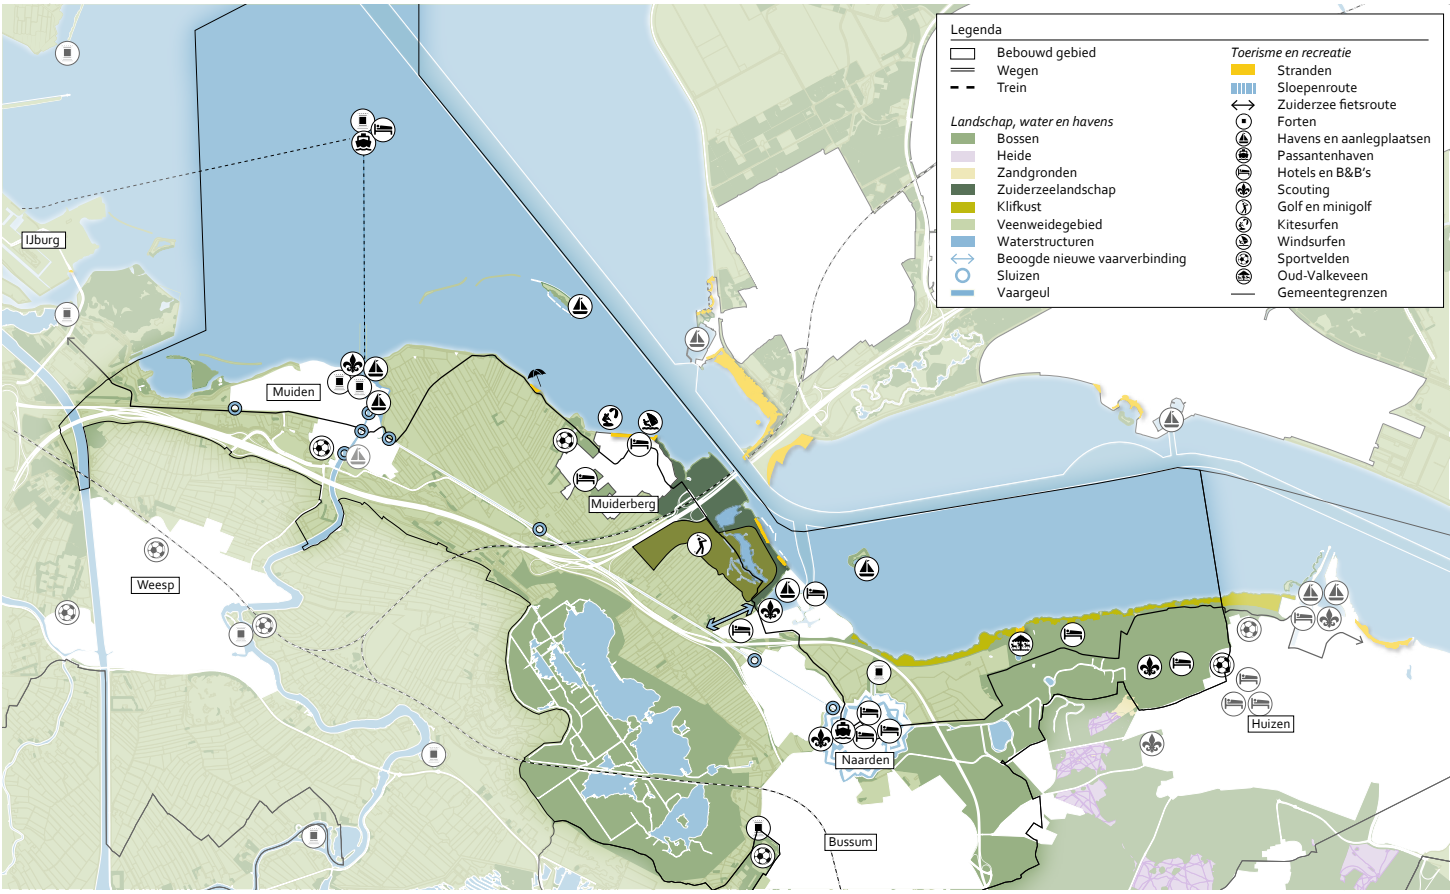 Legenda
Bebouwd gebied
Wegen
Trein
Landschap, water en havens
Bossen
Heide
Zandgronden
Zuiderzeelandschap
Klifkust
Veenweidegebied
Waterstructuren
Beoogde nieuwe vaarverbinding
Sluizen
Vaargeul
Toerisme en recreatie
Stranden
Sloepenroute
Zuiderzee fietsroute
Forten
Havens en aanlegplaatsen
Passantenhaven
Hotels en B&B's
Scouting
Golf en minigolf
Kitesurfen
Windsurfen
Sportvelden
Oud-Valkeveen
Gemeentegrenzen
IJburg
Muiden
Muiderberg
Weesp
Huizen
Naarden
Bussum